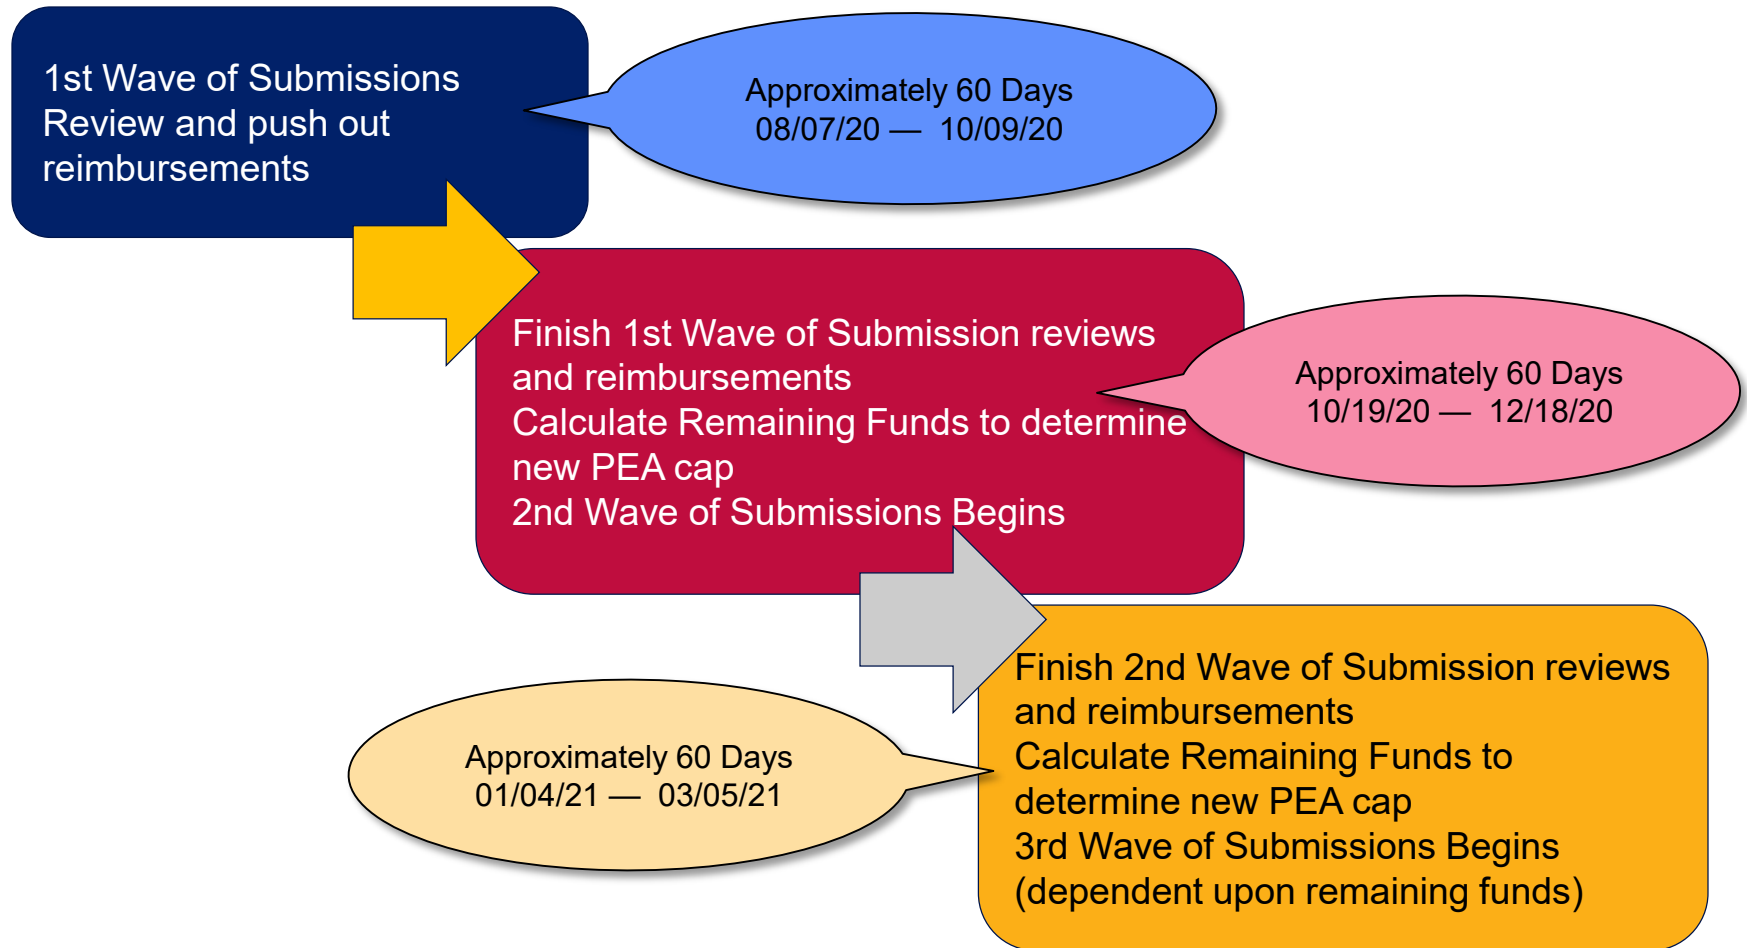 1st Wave of Submissions
Review and push out
reimbursements
Approximately 60 Days
08/07/20 — 10/09/20
Finish 1st Wave of Submission reviews
and reimbursements
Calculate Remaining Funds to determine
new PEA cap
2nd Wave of Submissions Begins
Approximately 60 Days
10/19/20 — 12/18/20
Finish 2nd Wave of Submission reviews
and reimbursements
Calculate Remaining Funds to
determine new PEA cap
3rd Wave of Submissions Begins
(dependent upon remaining funds)
Approximately 60 Days
01/04/21 — 03/05/21